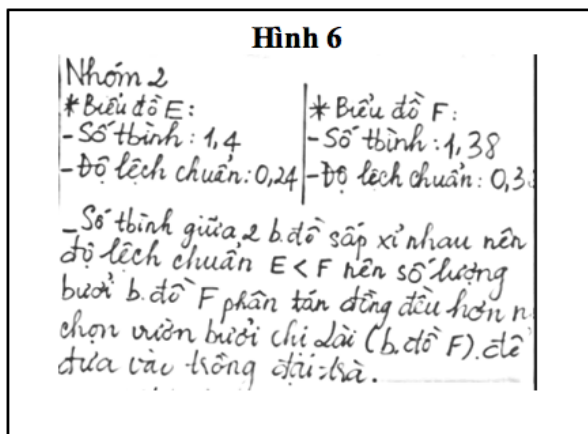 Hình 6
Nhóm 2
* Biểu đồ E:
- Số tbình: 1,4
- Độ lệch chuẩn: 0,24
* Biểu đồ F:
- Số tbình: 1,38
- Độ lệch chuẩn: 0,3
- Số tbình giữa 2 b.đồ sấp xỉ nhau nên
độ lệch chuẩn E < F nên số lượng
bưởi b.đồ F phân tán đồng đều hơn n
chọn vườn bưởi chị Lài (b.đồ F). để
đưa vào trồng đại trà.